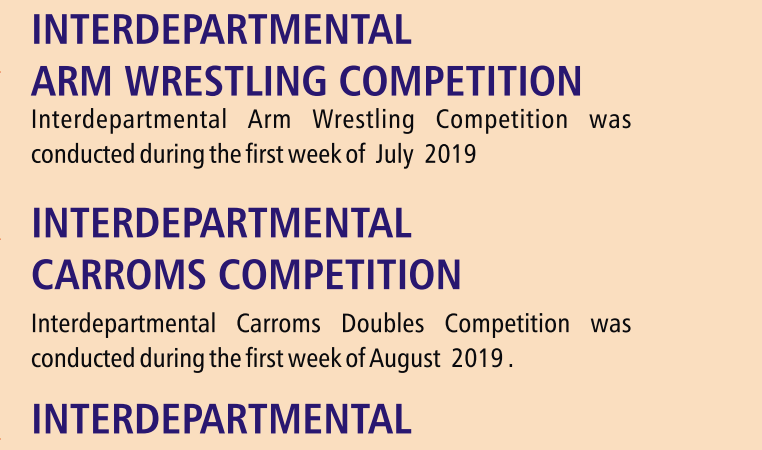 INTERDEPARTMENTAL
ARM WRESTLING COMPETITION
Interdepartmental Arm Wrestling Competition was
conducted during the first week of July 2019
INTERDEPARTMENTAL
CARROMS COMPETITION
Interdepartmental Carroms Doubles Competition was
conducted during the first week of August 2019 .
INTERDEPARTMENTAL